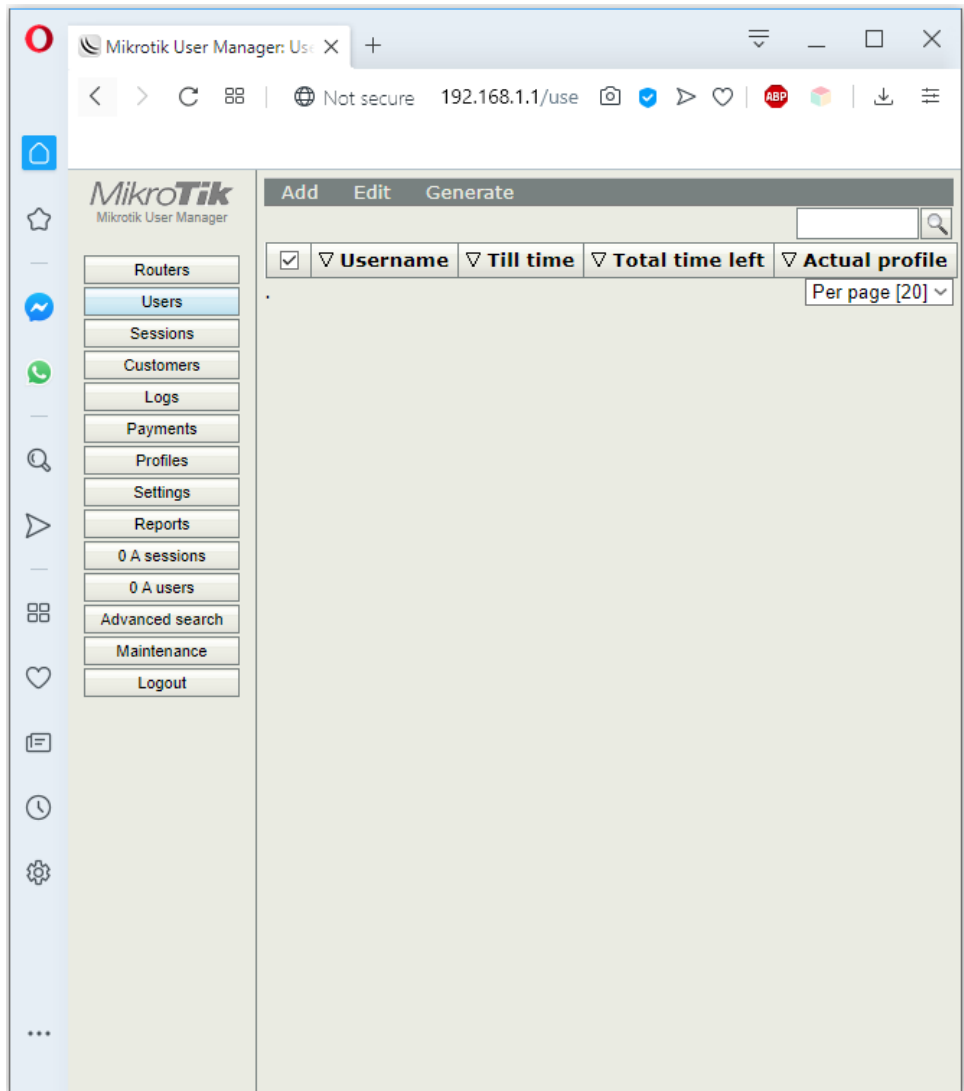 Mikrotik User Manager: Use
Not secure 192.168.1.1/use
ABP
MikroTik
Mikrotik User Manager
Add Edit Generate
Username Till time Total time left Actual profile
.
Per page [20]
Routers
Users
Sessions
Customers
Logs
Payments
Profiles
Settings
Reports
0 A sessions
0 A users
Advanced search
Maintenance
Logout